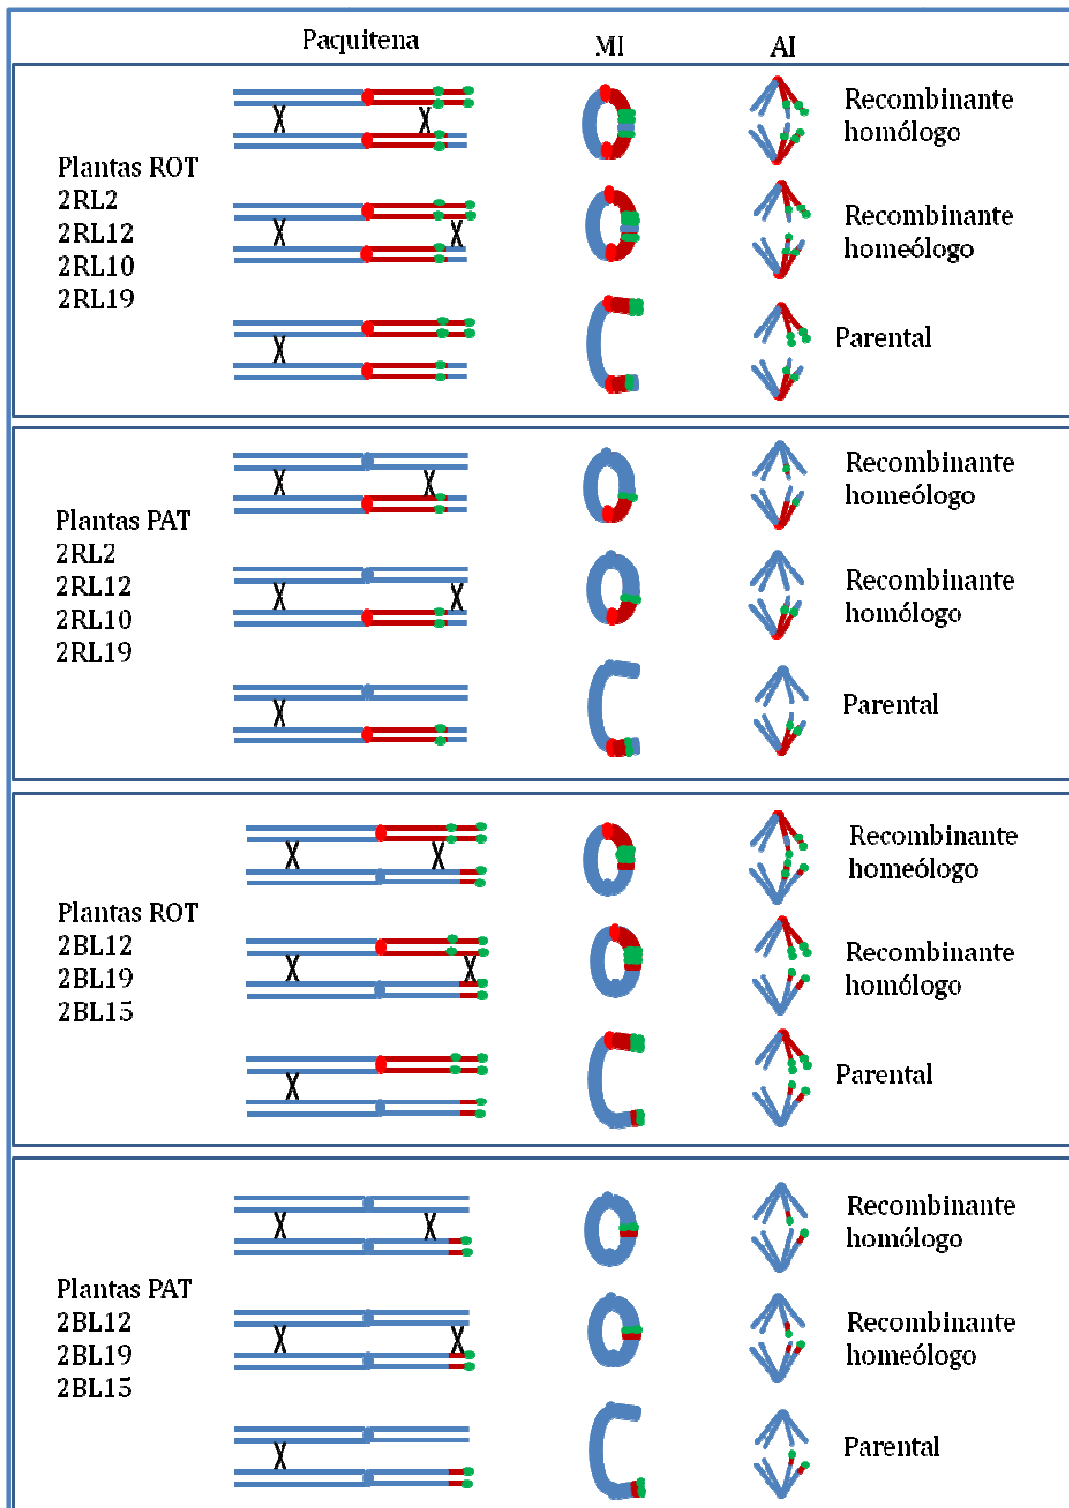 Paquitena
MI
AI
Plantas ROT
2RL2
2RL12
2RL10
2RL19
Recombinante
homólogo
Recombinante
homeólogo
Parental
Plantas PAT
2RL2
2RL12
2RL10
2RL19
Recombinante
homeólogo
Recombinante
homólogo
Parental
Plantas ROT
2BL12
2BL19
2BL15
Recombinante
homeólogo
Recombinante
homólogo
Parental
Plantas PAT
2BL12
2BL19
2BL15
Recombinante
homólogo
Recombinante
homeólogo
Parental